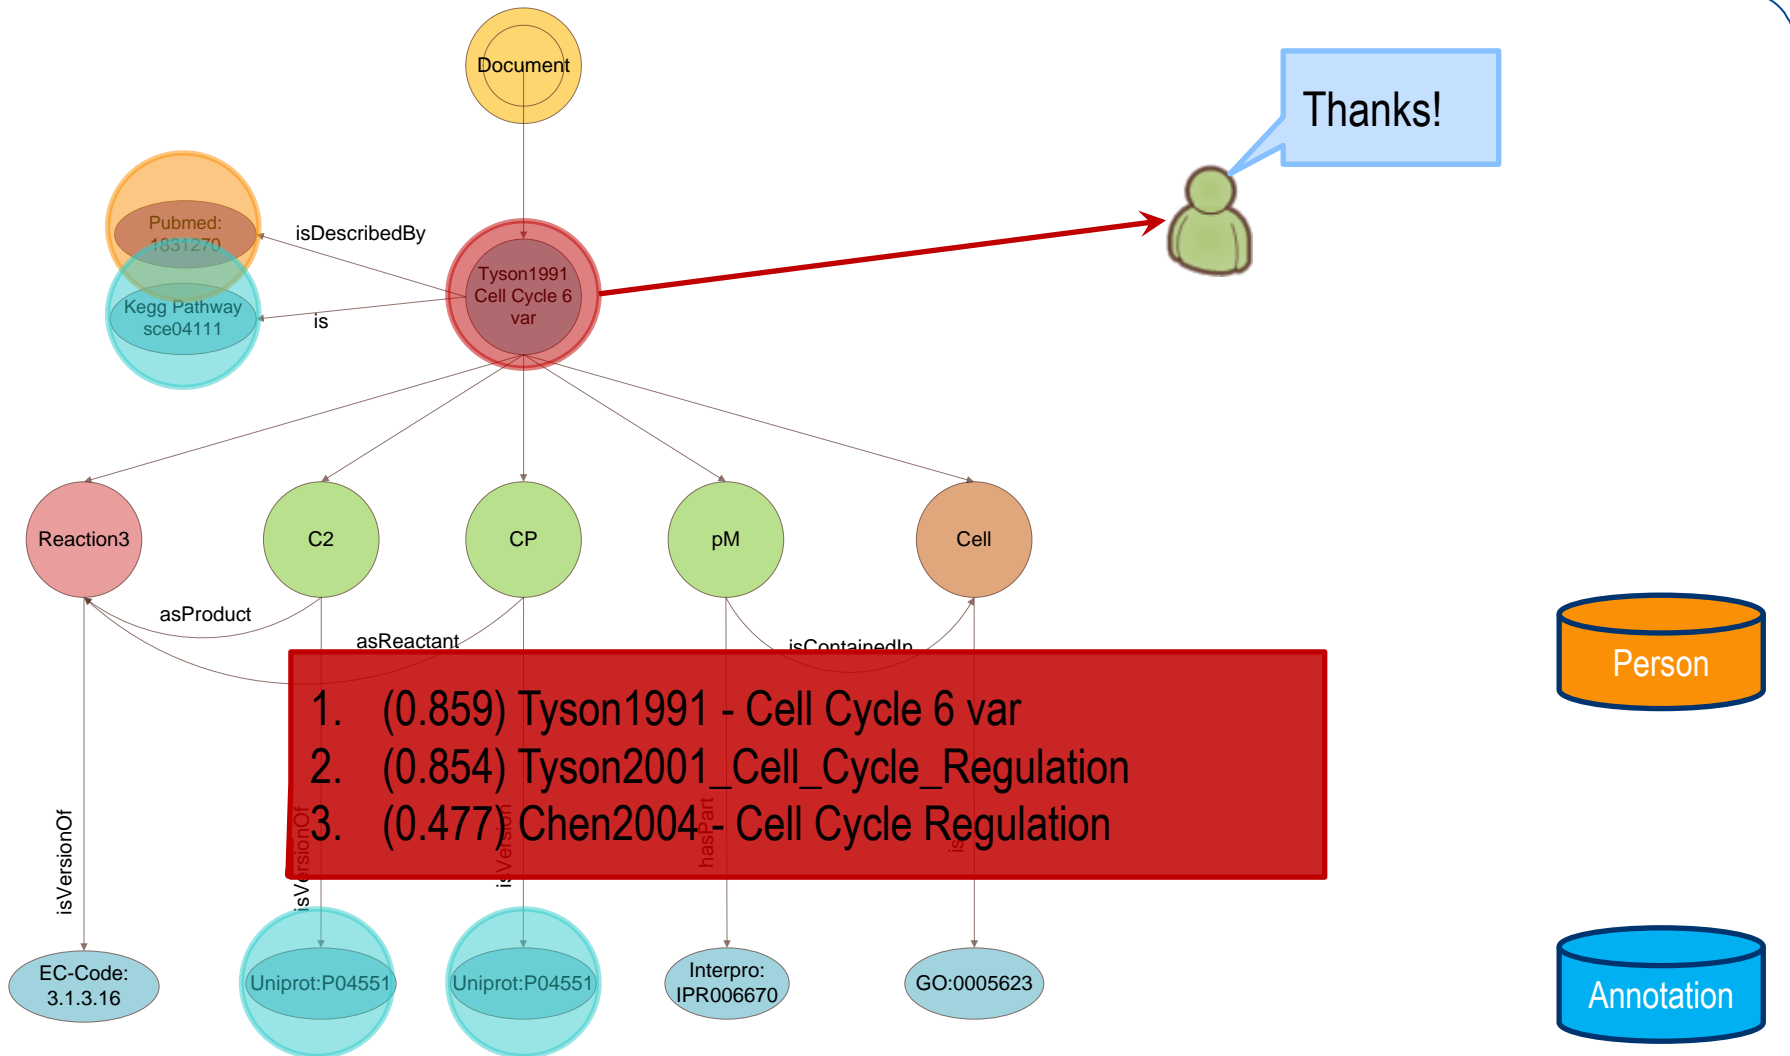 Document
Thanks!
Pubmed:
1831270
isDescribedBy
Tyson1991
Cell Cycle 6
var
Kegg Pathway
sce04111
is
Reaction3
C2
CP
pM
Cell
asProduct
asReactant
isContainedIn
Person
1. (0.859) Tyson1991 - Cell Cycle 6 var
2. (0.854) Tyson2001_Cell_Cycle_Regulation
3. (0.477) Chen2004 - Cell Cycle Regulation
isVersionOf
isVersionOf
isVersion
hasPart
is
EC-Code:
3.1.3.16
Uniprot:P04551
Uniprot:P04551
Interpro:
IPR006670
GO:0005623
Annotation